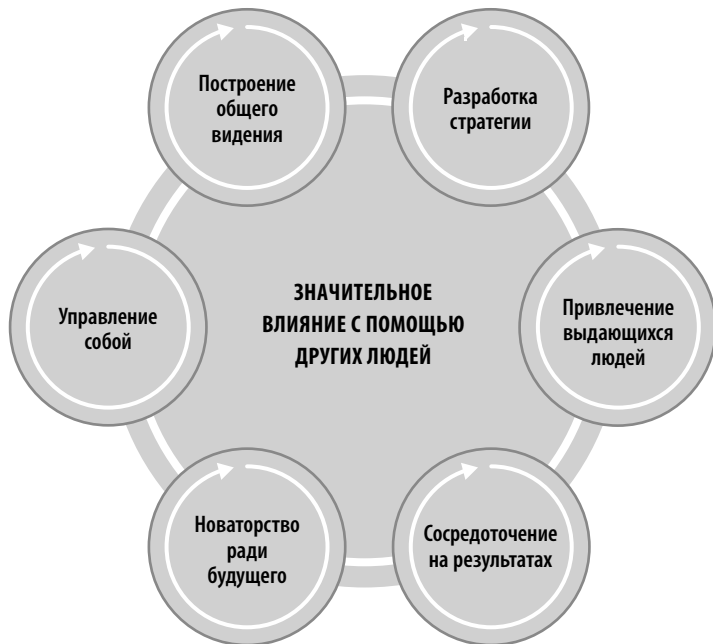 Построение
общего
видения
Разработка
стратегии
Управление
собой
ЗНАЧИТЕЛЬНОЕ
ВЛИЯНИЕ С ПОМОЩЬЮ
ДРУГИХ ЛЮДЕЙ
Привлечение
выдающихся
людей
Новаторство
ради
будущего
Сосредоточение
на результатах